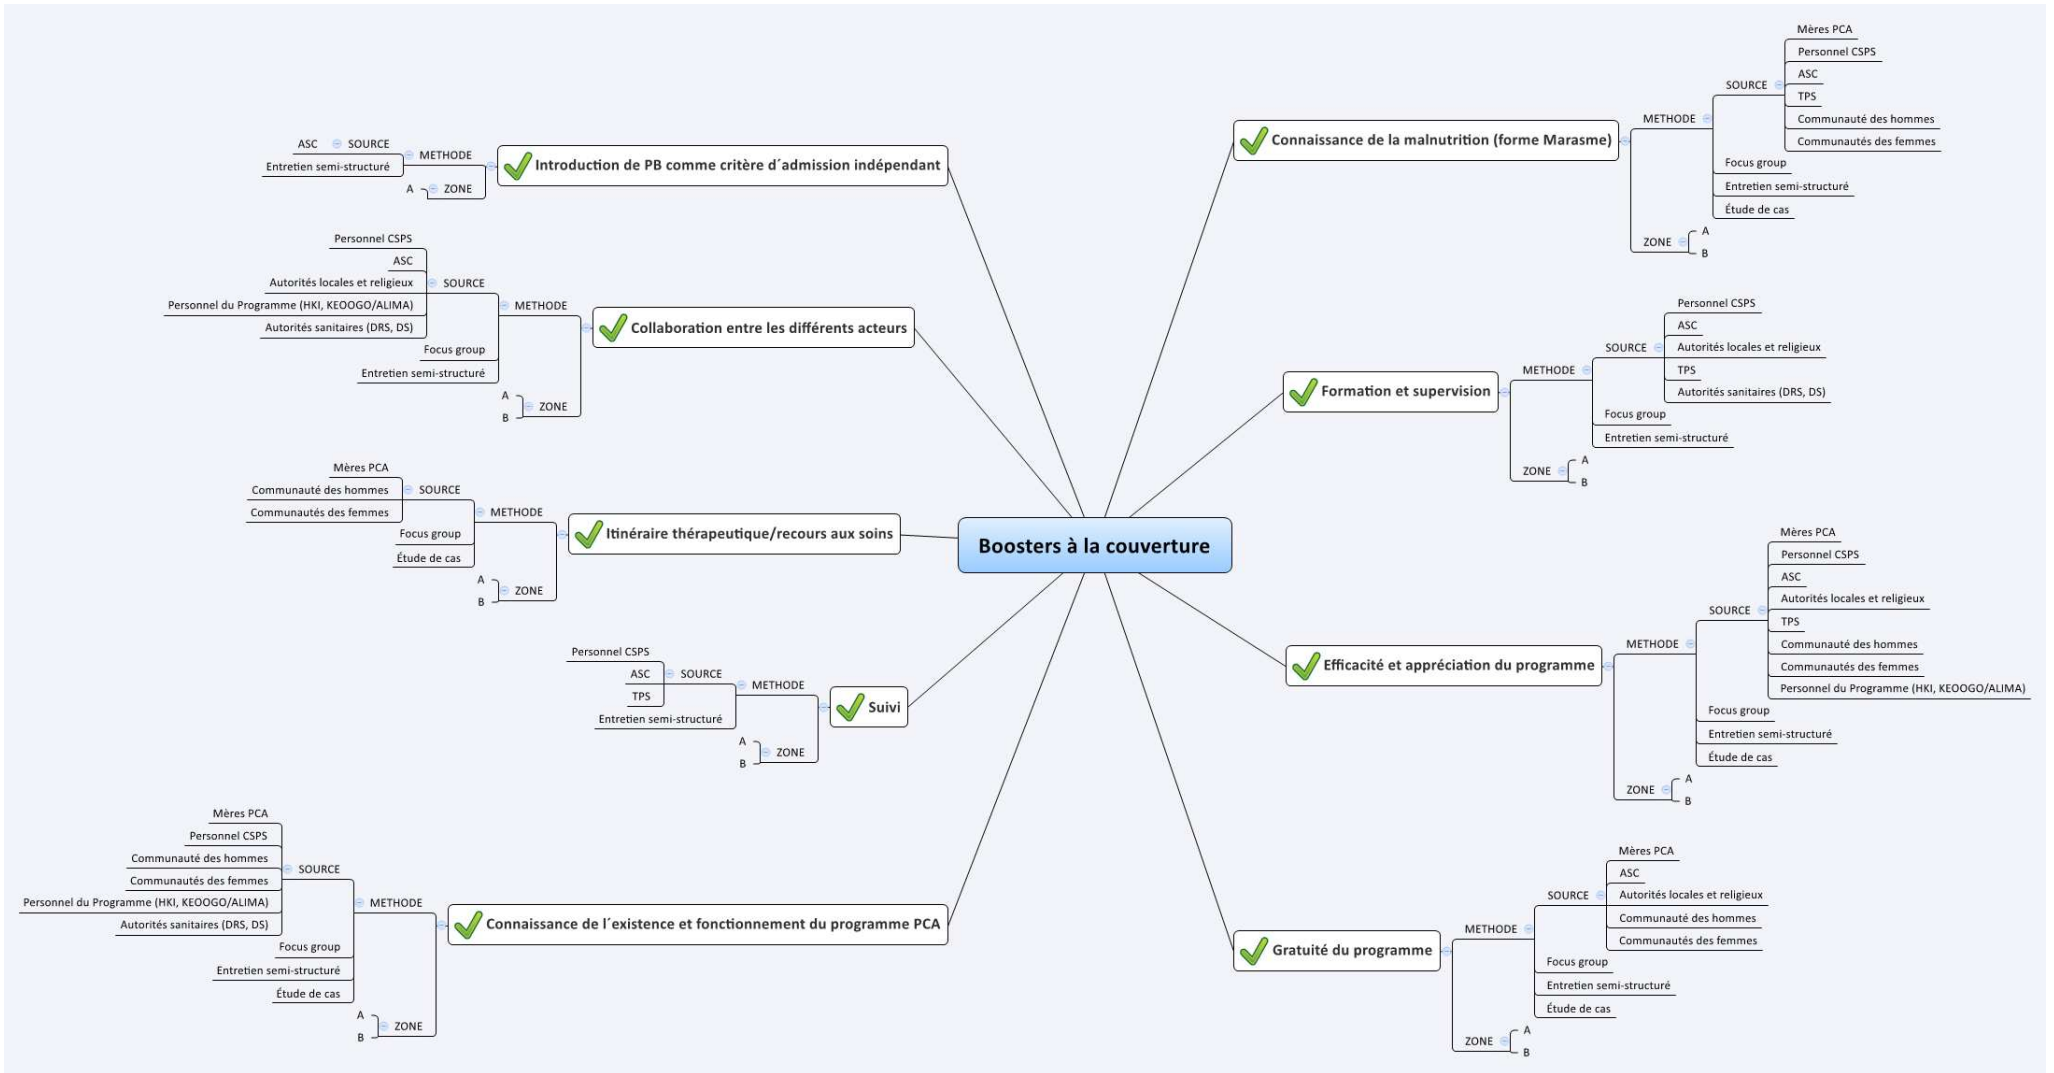 Boosters à la couverture
Connaissance de la malnutrition (forme Marasme)
METHODE
SOURCE
Mères PCA
Personnel CSPS
ASC
TPS
Communauté des hommes
Communautés des femmes
Focus group
Entretien semi-structuré
Étude de cas
ZONE
A
B
Formation et supervision
METHODE
SOURCE
Personnel CSPS
ASC
Autorités locales et religieux
TPS
Autorités sanitaires (DRS, DS)
Focus group
Entretien semi-structuré
ZONE
A
B
Efficacité et appréciation du programme
METHODE
SOURCE
Mères PCA
Personnel CSPS
ASC
Autorités locales et religieux
TPS
Communauté des hommes
Communautés des femmes
Personnel du Programme (HKI, KEOOGO/ALIMA)
Focus group
Entretien semi-structuré
Étude de cas
ZONE
A
B
Gratuité du programme
METHODE
SOURCE
Mères PCA
ASC
Autorités locales et religieux
Communauté des hommes
Communautés des femmes
Focus group
Entretien semi-structuré
Étude de cas
ZONE
A
B
Introduction de PB comme critère d´admission indépendant
METHODE
SOURCE
ASC
Entretien semi-structuré
ZONE
A
Collaboration entre les différents acteurs
METHODE
SOURCE
Personnel CSPS
ASC
Autorités locales et religieux
Personnel du Programme (HKI, KEOOGO/ALIMA)
Autorités sanitaires (DRS, DS)
Focus group
Entretien semi-structuré
ZONE
A
B
Itinéraire thérapeutique/recours aux soins
METHODE
SOURCE
Mères PCA
Communauté des hommes
Communautés des femmes
Focus group
Étude de cas
ZONE
A
B
Suivi
METHODE
SOURCE
Personnel CSPS
ASC
TPS
Entretien semi-structuré
ZONE
A
B
Connaissance de l´existence et fonctionnement du programme PCA
METHODE
SOURCE
Mères PCA
Personnel CSPS
Communauté des hommes
Communautés des femmes
Personnel du Programme (HKI, KEOOGO/ALIMA)
Autorités sanitaires (DRS, DS)
Focus group
Entretien semi-structuré
Étude de cas
ZONE
A
B